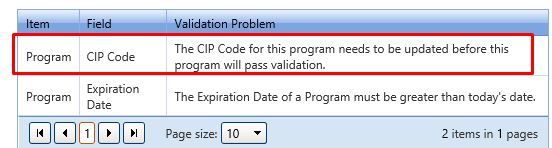 Item Field Validation Problem
Program CIP Code The CIP Code for this program needs to be updated before this
program will pass validation.
Program Expiration
Date The Expiration Date of a Program must be greater than today's date.
1 Page size: 10 2 items in 1 pages